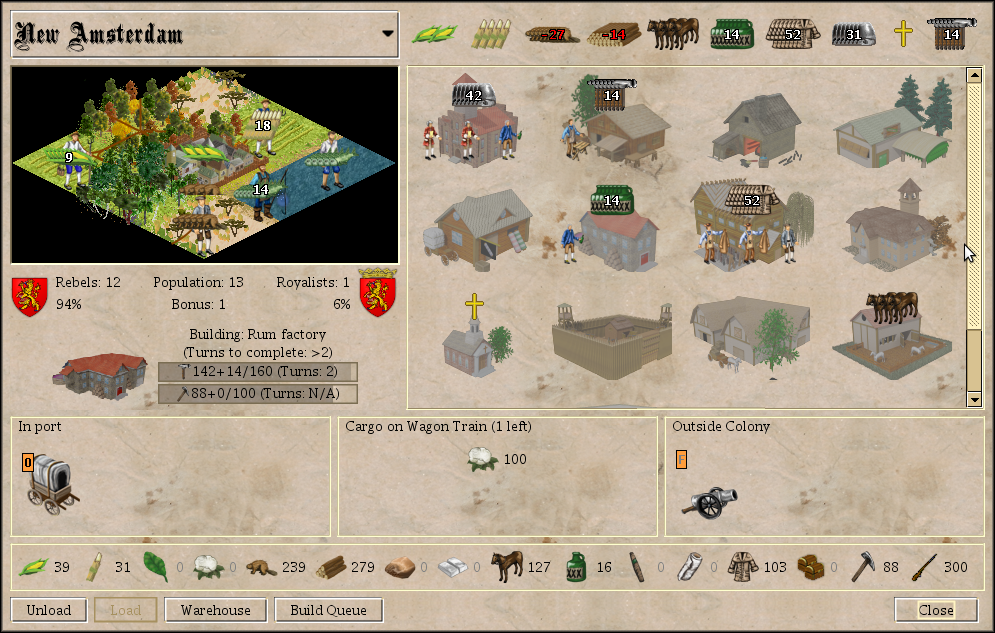 New Amsterdam
-27 -14 14 52 31 14
42 14
18
9
14
14 52
Rebels: 12 Population: 13 Royalists: 1
94% Bonus: 1 6%
Building: Rum factory
(Turns to complete: >2)
142+14/160 (Turns: 2)
88+0/100 (Turns: N/A)
In port Cargo on Wagon Train (1 left) Outside Colony
0 100 F
39 31 0 0 239 279 0 0 127 16 0 0 103 0 88 300
Unload Load Warehouse Build Queue Close